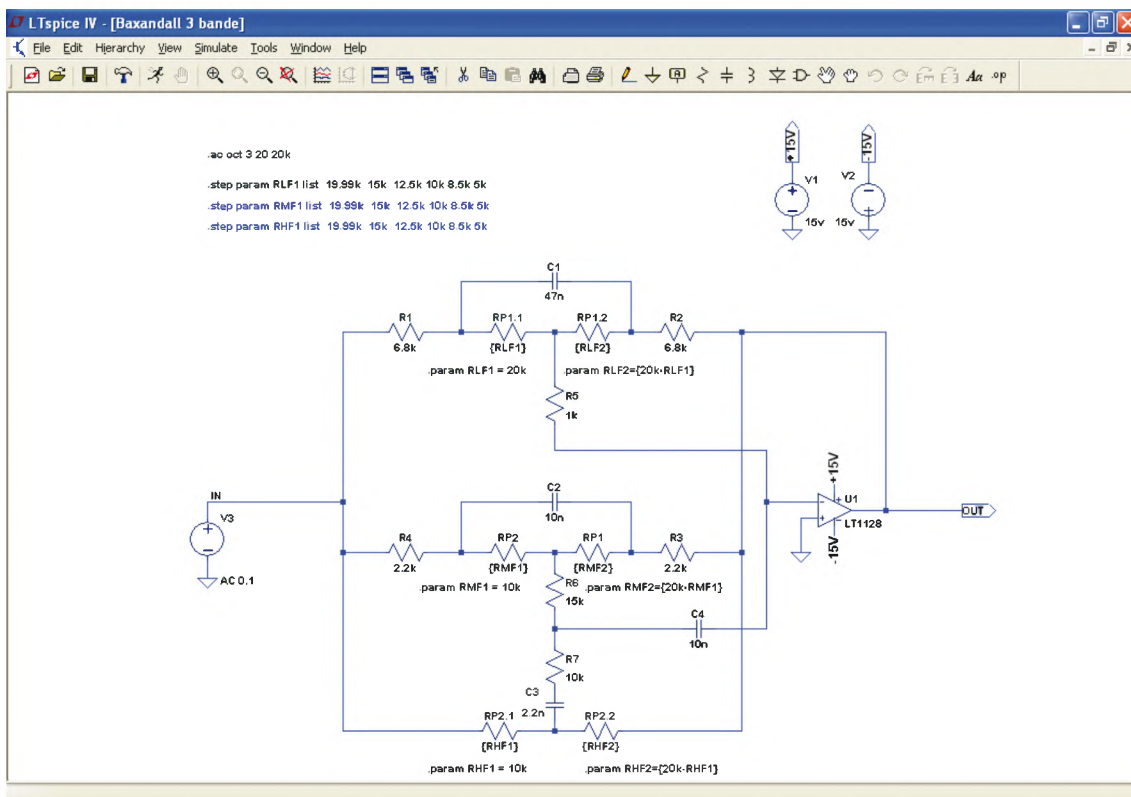 LTspice IV - [Baxandall 3 bande]
File Edit Hierarchy View Simulate Tools Window Help
Aa .op
.ac oct 3 20 20k
.step param RLF1 list 19.99k 15k 12.5k 10k 8.5k 5k
.step param RMF1 list 19.99k 15k 12.5k 10k 8.5k 5k
.step param RHF1 list 19.99k 15k 12.5k 10k 8.5k 5k
+15V
-15V
V1
V2
15v
15v
C1
47n
R1
RP1.1
RP1.2
R2
6.8k
{RLF1}
{RLF2}
6.8k
.param RLF1 = 20k
.param RLF2={20k-RLF1}
R5
1k
IN
V3
AC 0.1
C2
10n
R4
RP2
RP1
R3
2.2k
{RMF1}
{RMF2}
2.2k
.param RMF1 = 10k
.param RMF2={20k-RMF1}
R6
15k
+15V
U1
LT1128
-15V
OUT
C4
10n
R7
10k
C3
2.2n
RP2.1
RP2.2
{RHF1}
{RHF2}
.param RHF1 = 10k
.param RHF2={20k-RHF1}